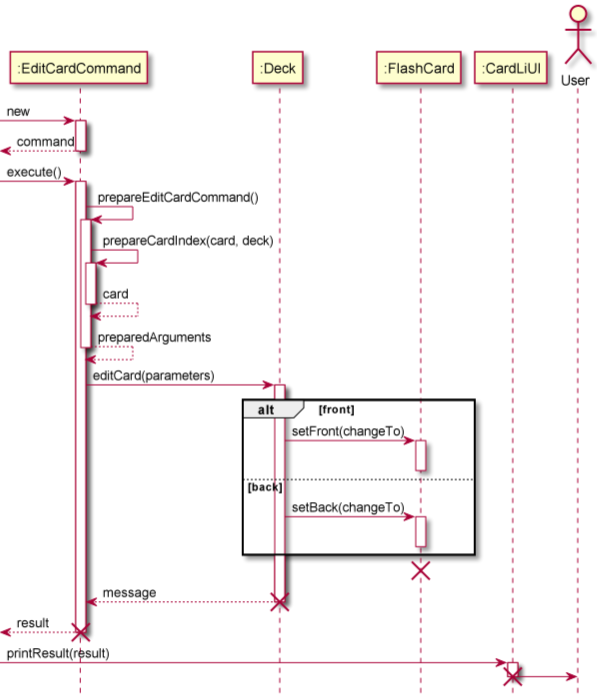 :EditCardCommand
:Deck
:FlashCard
:CardLiUI
User
new
command
execute()
prepareEditCardCommand()
prepareCardIndex(card, deck)
card
preparedArguments
editCard(parameters)
alt [front]
setFront(changeTo)
[back]
setBack(changeTo)
message
result
printResult(result)